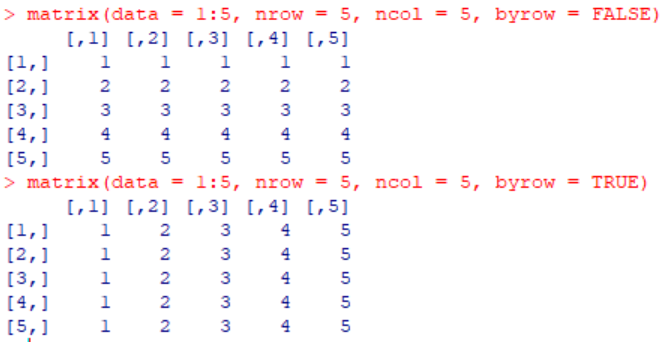 > matrix(data = 1:5, nrow = 5, ncol = 5, byrow = FALSE)
     [,1] [,2] [,3] [,4] [,5]
[1,]    1    1    1    1    1
[2,]    2    2    2    2    2
[3,]    3    3    3    3    3
[4,]    4    4    4    4    4
[5,]    5    5    5    5    5
> matrix(data = 1:5, nrow = 5, ncol = 5, byrow = TRUE)
     [,1] [,2] [,3] [,4] [,5]
[1,]    1    2    3    4    5
[2,]    1    2    3    4    5
[3,]    1    2    3    4    5
[4,]    1    2    3    4    5
[5,]    1    2    3    4    5